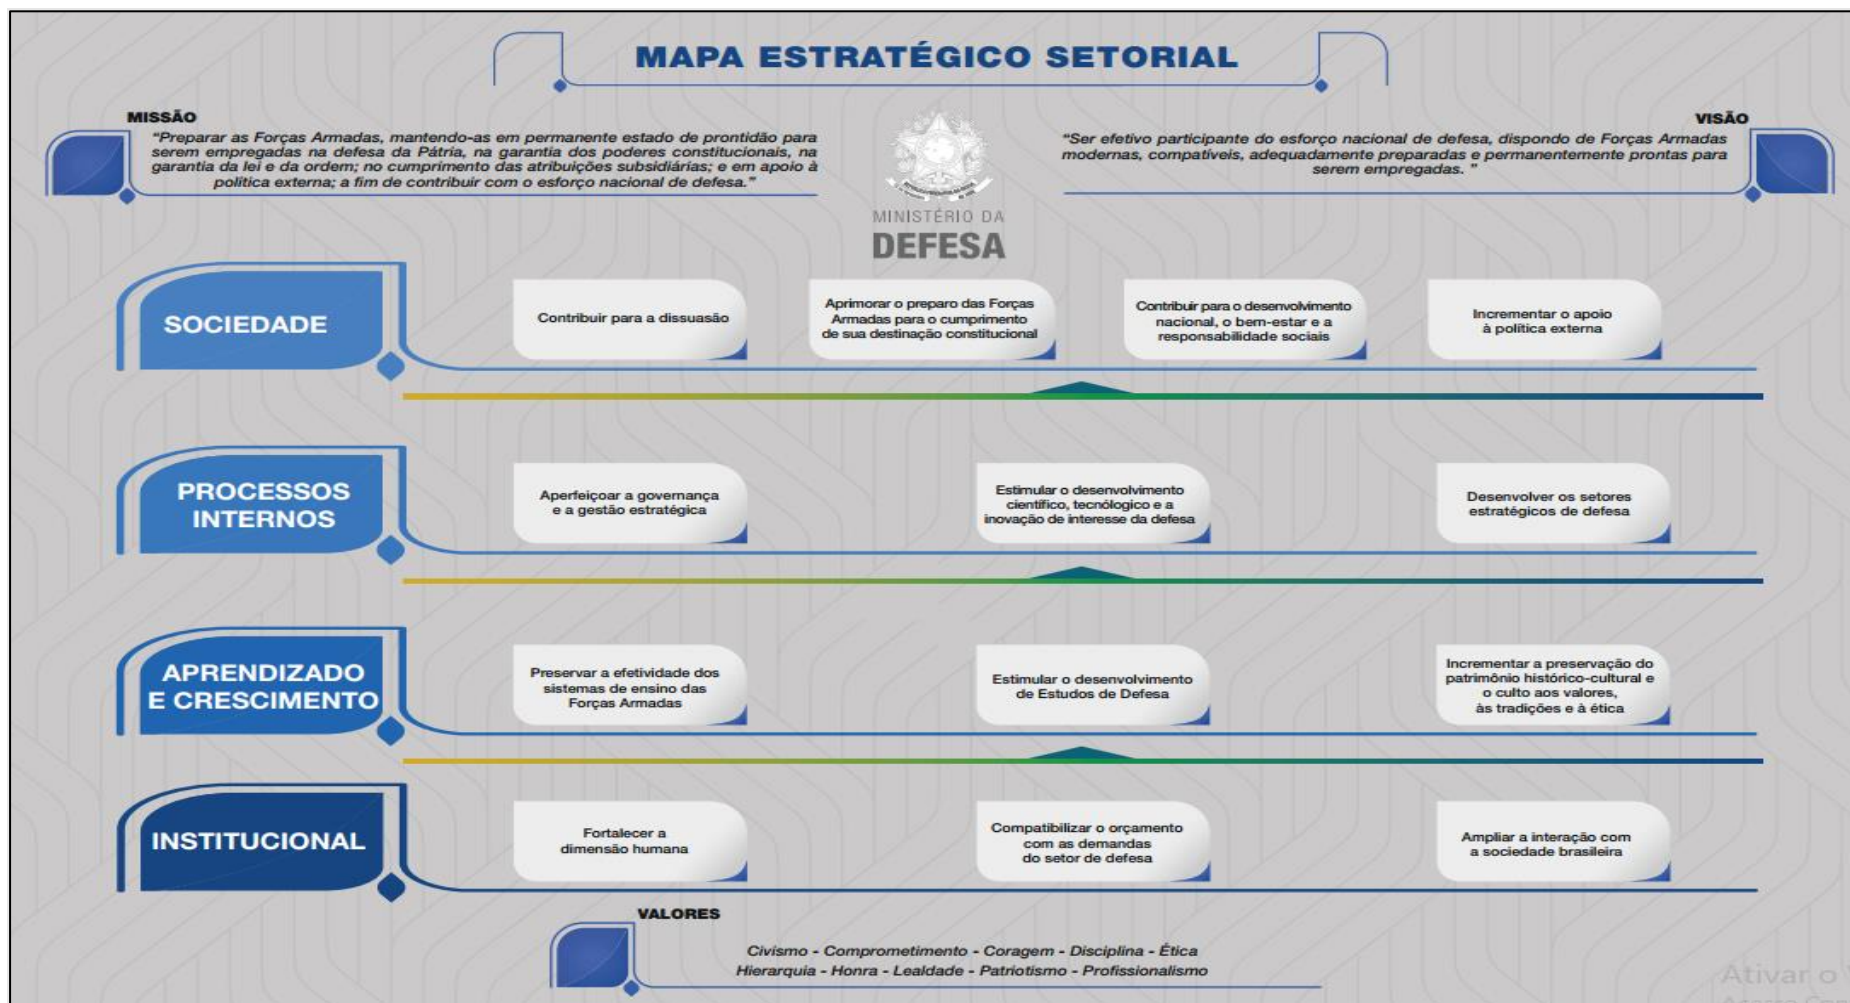 MAPA ESTRATÉGICO SETORIAL
MISSÃO
"Preparar as Forças Armadas, mantendo-as em permanente estado de prontidão para
serem empregadas na defesa da Pátria, na garantia dos poderes constitucionais, na
garantia da lei e da ordem; no cumprimento das atribuições subsidiárias; e em apoio à
política externa; a fim de contribuir com o esforço nacional de defesa."
VISÃO
"Ser efetivo participante do esforço nacional de defesa, dispondo de Forças Armadas
modernas, compatíveis, adequadamente preparadas e permanentemente prontas para
serem empregadas. "
MINISTÉRIO DA
DEFESA
SOCIEDADE
Contribuir para a dissuasão
Aprimorar o preparo das Forças
Armadas para o cumprimento
de sua destinação constitucional
Contribuir para o desenvolvimento
nacional, o bem-estar e a
responsabilidade sociais
Incrementar o apoio
à política externa
PROCESSOS
INTERNOS
Aperfeiçoar a governança
e a gestão estratégica
Estimular o desenvolvimento
científico, tecnólogico e a
inovação de interesse da defesa
Desenvolver os setores
estratégicos de defesa
APRENDIZADO
E CRESCIMENTO
Preservar a efetividade dos
sistemas de ensino das
Forças Armadas
Estimular o desenvolvimento
de Estudos de Defesa
Incrementar a preservação do
patrimônio histórico-cultural e
o culto aos valores,
às tradições e à ética
INSTITUCIONAL
Fortalecer a
dimensão humana
Compatibilizar o orçamento
com as demandas
do setor de defesa
Ampliar a interação com
a sociedade brasileira
VALORES
Civismo - Comprometimento - Coragem - Disciplina - Ética
Hierarquia - Honra - Lealdade - Patriotismo - Profissionalismo
Ativar o